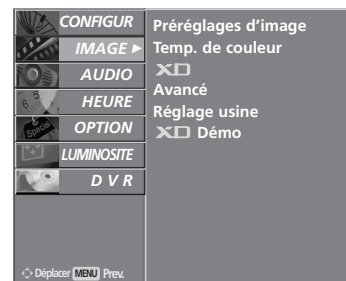 CONFIGUR
IMAGE ►
AUDIO
HEURE
OPTION
LUMINOSITE
D V R
Préréglages d'image
Temp. de couleur
XD
Avancé
Réglage usine
XD Démo
Déplacer MENU Prev.